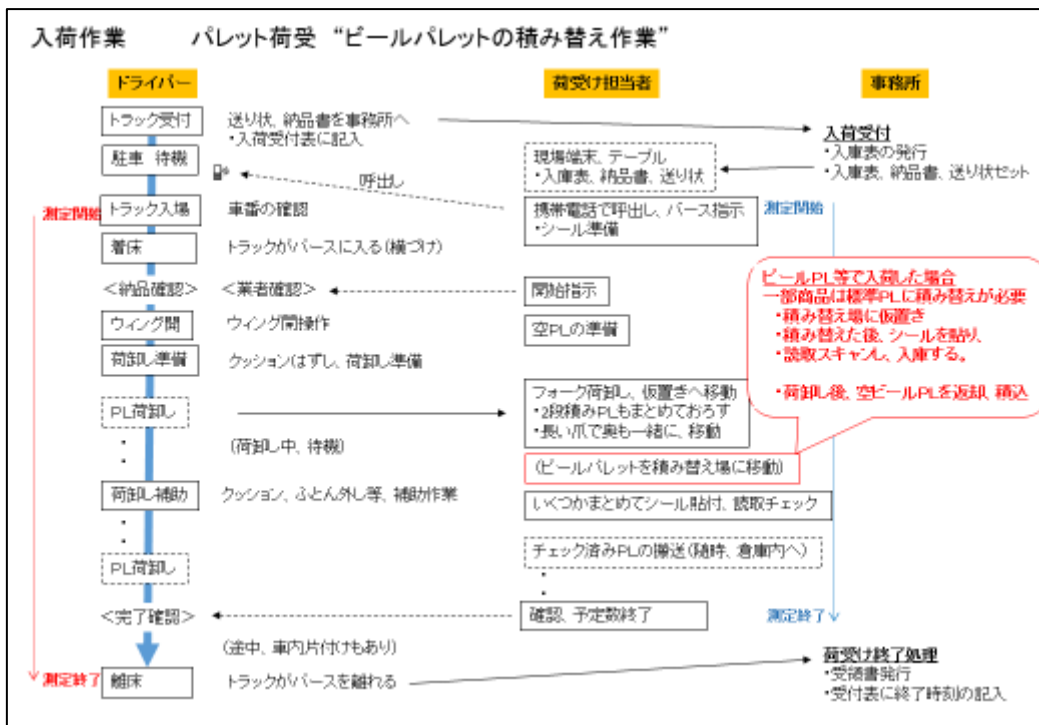 入荷作業 パレット荷受 “ビールパレットの積み替え作業”
ドライバー 荷受け担当者 事務所
トラック受付 送り状、納品書を事務所へ
・入荷受付表に記入
入荷受付
・入庫表の発行
・入庫表、納品書、送り状セット
駐車 待機
呼出し
現場端末、テーブル
・入庫表、納品書、送り状
測定開始 トラック入場 車番の確認
携帯電話で呼出し、バース指示
・シール準備
測定開始
着床 トラックがバースに入る(横づけ)
<納品確認> <業者確認> 開始指示
ウィング開 ウィング開操作 空PLの準備
荷卸し準備 クッションはずし、荷卸し準備
ビールPL等で入荷した場合
一部商品は標準PLに積み替えが必要
・積み替え場に仮置き
・積み替えた後、シールを貼り、
・読取スキャンし、入庫する。
・荷卸し後、空ビールPLを返却、積込
PL荷卸し
フォーク荷卸し、仮置きへ移動
・2段積みPLもまとめておろす
・長い爪で奥も一緒に、移動
・
(荷卸し中、待機)
・
(ビールパレットを積み替え場に移動)
荷卸し補助 クッション、ふとん外し等、補助作業
いくつかまとめてシール貼付、読取チェック
・
・
チェック済みPLの搬送(随時、倉庫内へ)
PL荷卸し
・
・
<完了確認> 確認、予定数終了 測定終了
(途中、車内片付けもあり)
測定終了 離床 トラックがバースを離れる
荷受け終了処理
・受領書発行
・受付表に終了時刻の記入